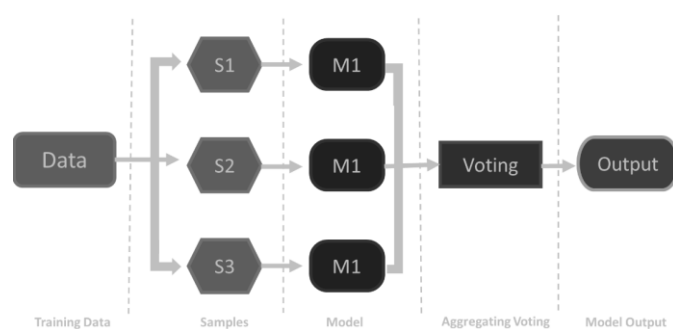 S1
M1
Data
S2
M1
Voting
Output
S3
M1
Training Data
Samples
Model
Aggregating Voting
Model Output